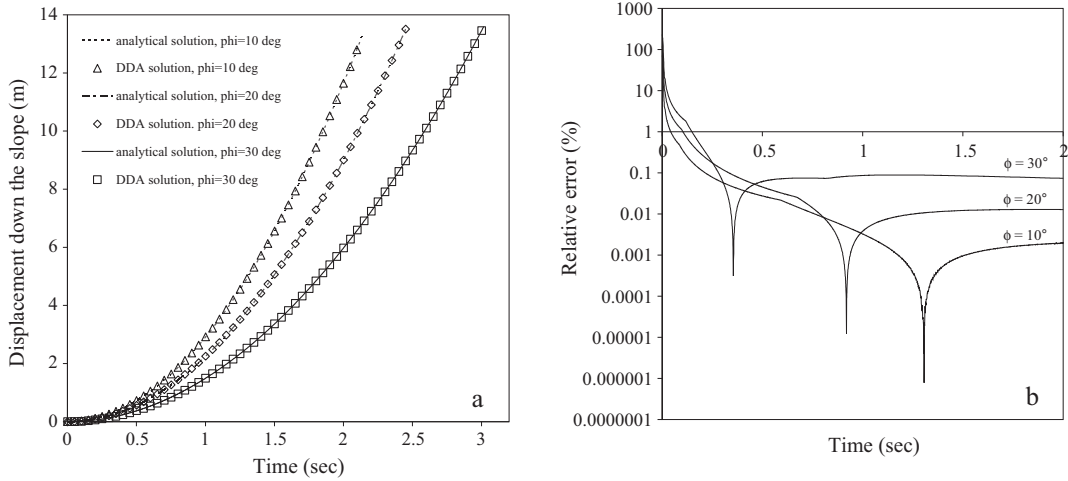 14
12
10
8
6
4
2
0
Displacement down the slope (m)
analytical solution, phi=10 deg
DDA solution, phi=10 deg
analytical solution, phi=20 deg
DDA solution. phi=20 deg
analytical solution, phi=30 deg
DDA solution, phi=30 deg
a
0 0.5 1 1.5 2 2.5 3
Time (sec)
1000
100
10
1
0.1
0.01
0.001
0.0001
0.00001
0.000001
0.0000001
Relative error (%)
0 0.5 1 1.5 2
ϕ = 30°
ϕ = 20°
ϕ = 10°
b
Time (sec)